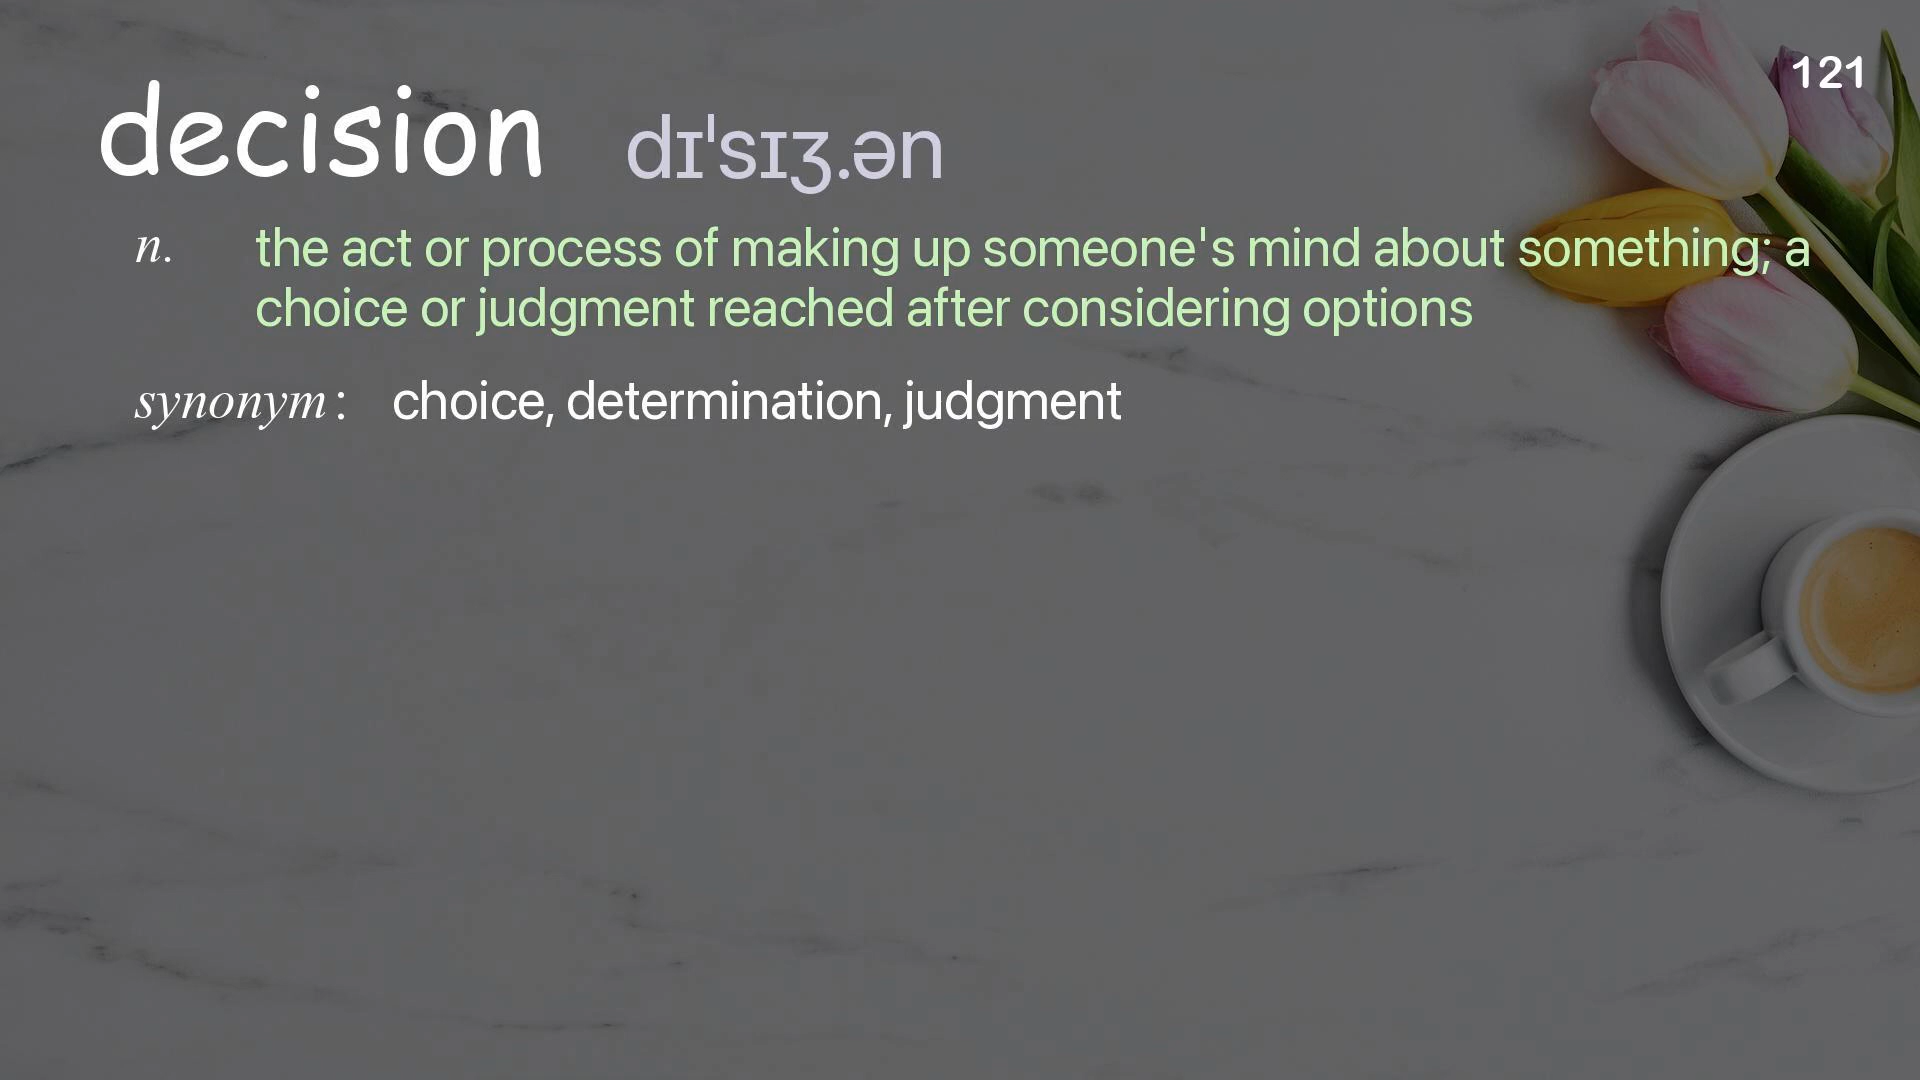 121
decision dɪˈsɪʒ.ən
n. the act or process of making up someone's mind about something; a
choice or judgment reached after considering options
synonym : choice, determination, judgment